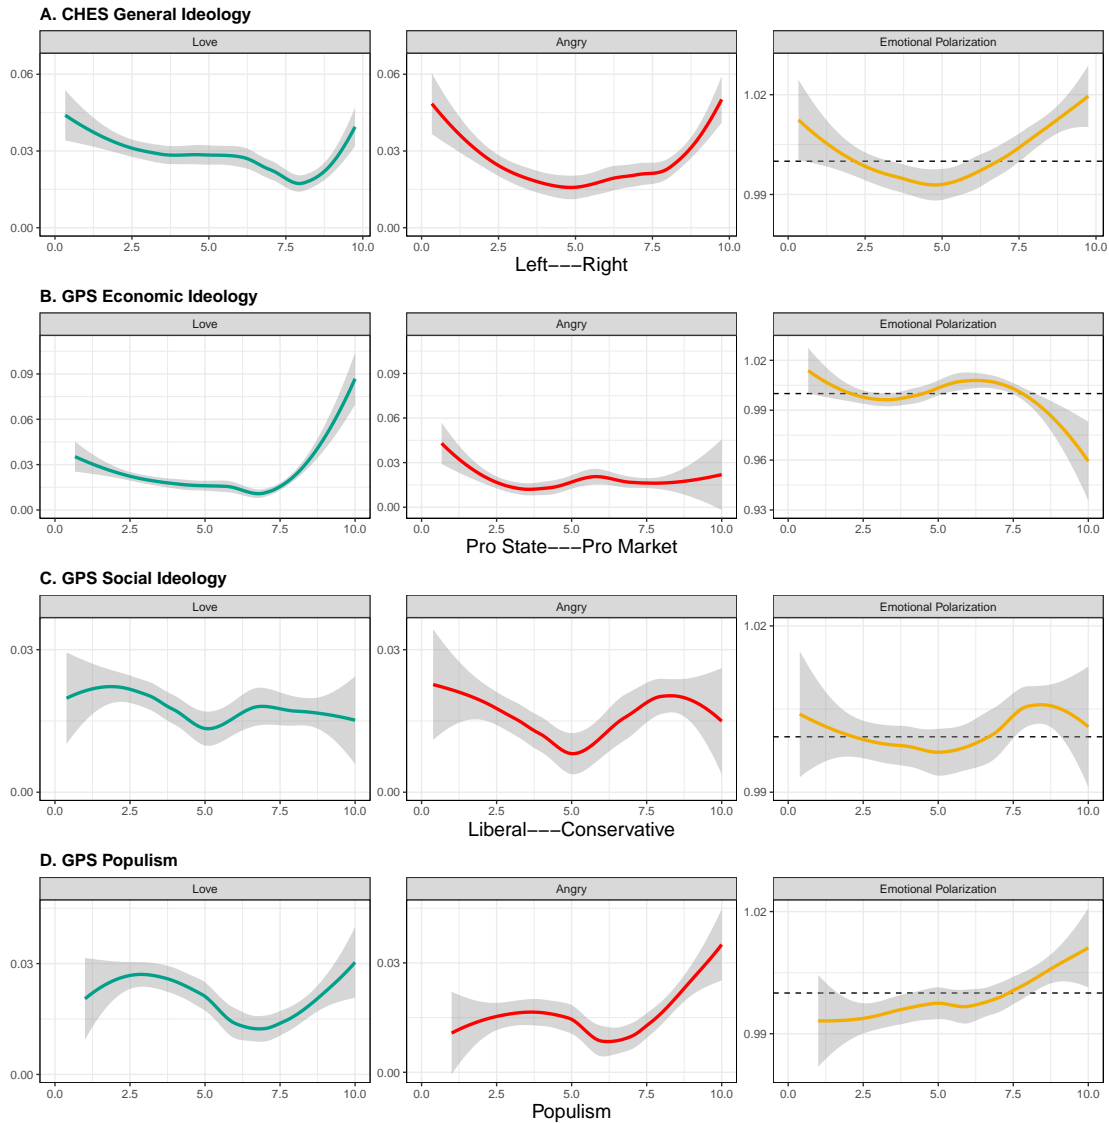 A. CHES General Ideology
Love
Angry
Emotional Polarization
0.06
0.03
0.00
0.06
0.03
0.00
1.02
0.99
0.0 2.5 5.0 7.5 10.0
0.0 2.5 5.0 7.5 10.0
0.0 2.5 5.0 7.5 10.0
Left---Right
B. GPS Economic Ideology
Love
Angry
Emotional Polarization
0.09
0.06
0.03
0.00
0.09
0.06
0.03
0.00
1.02
0.99
0.96
0.93
0.0 2.5 5.0 7.5 10.0
0.0 2.5 5.0 7.5 10.0
0.0 2.5 5.0 7.5 10.0
Pro State---Pro Market
C. GPS Social Ideology
Love
Angry
Emotional Polarization
0.03
0.00
0.03
0.00
1.02
0.99
0.0 2.5 5.0 7.5 10.0
0.0 2.5 5.0 7.5 10.0
0.0 2.5 5.0 7.5 10.0
Liberal---Conservative
D. GPS Populism
Love
Angry
Emotional Polarization
0.03
0.00
0.03
0.00
1.02
0.99
0.0 2.5 5.0 7.5 10.0
0.0 2.5 5.0 7.5 10.0
0.0 2.5 5.0 7.5 10.0
Populism